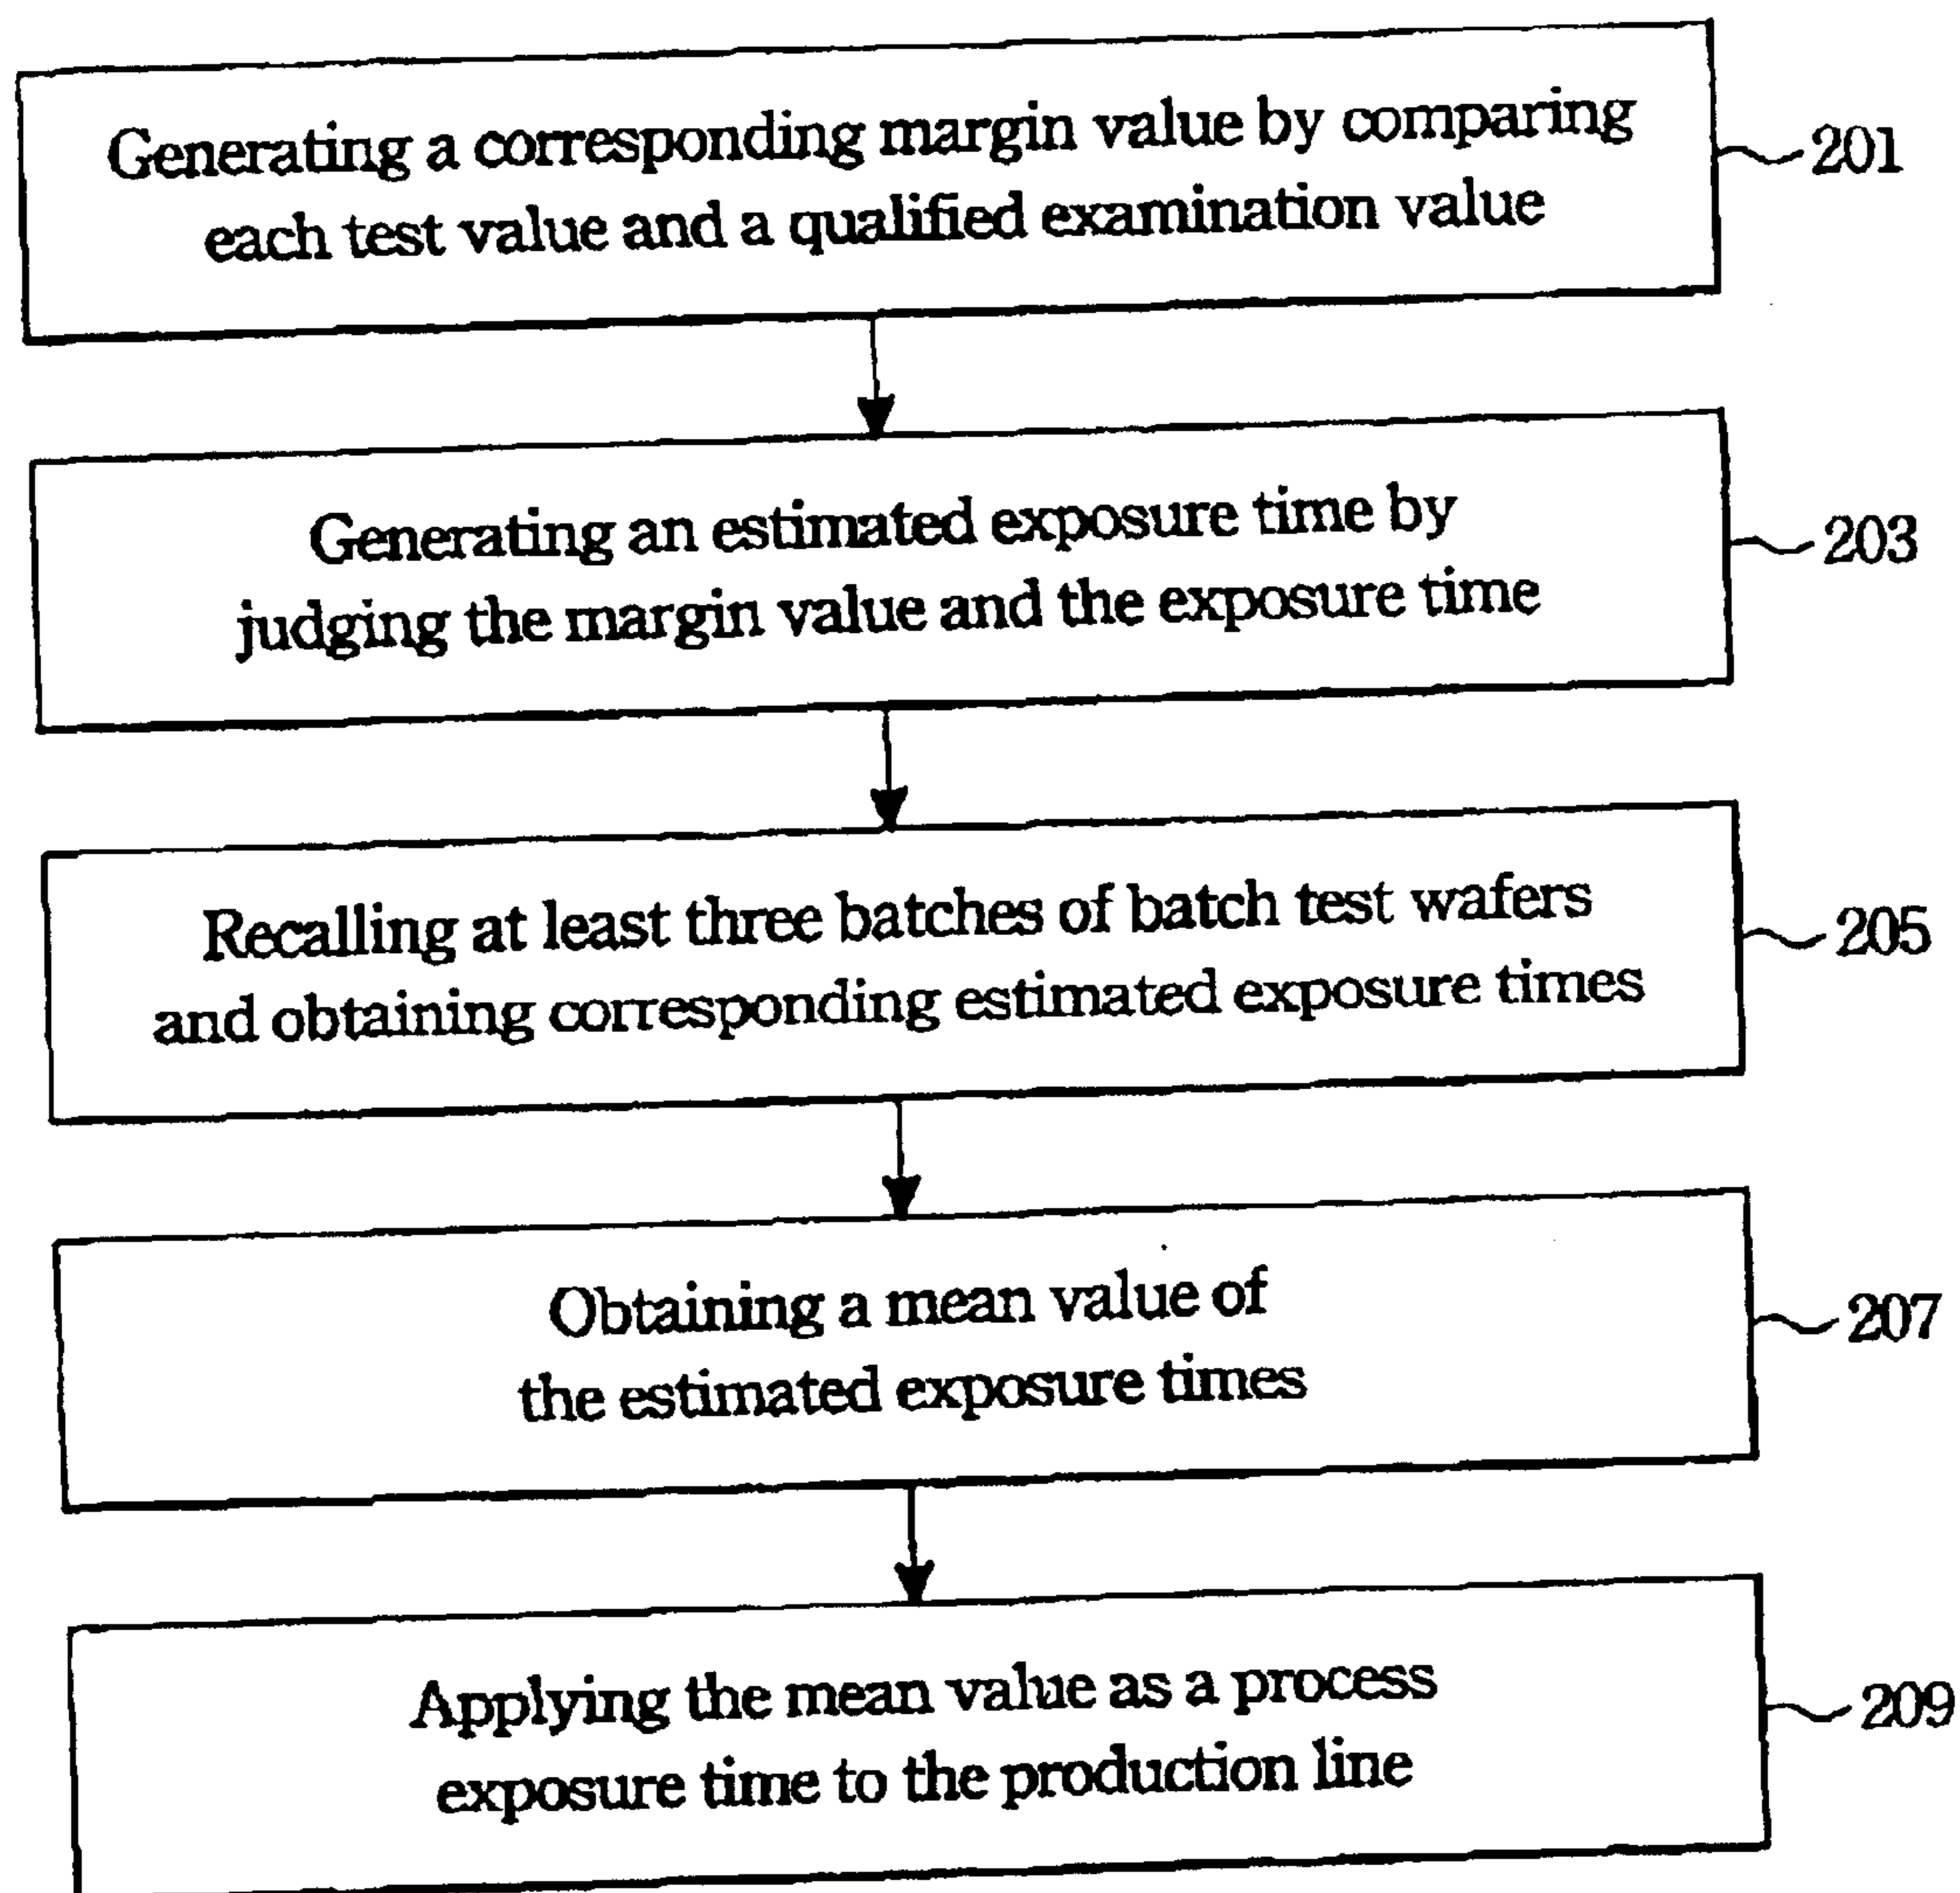 Generating a corresponding margin value by comparing
each test value and a qualified examination value
201
Generating an estimated exposure time by
judging the margin value and the exposure time
203
Recalling at least three batches of batch test wafers
and obtaining corresponding estimated exposure times
205
Obtaining a mean value of
the estimated exposure times
207
Applying the mean value as a process
exposure time to the production line
209